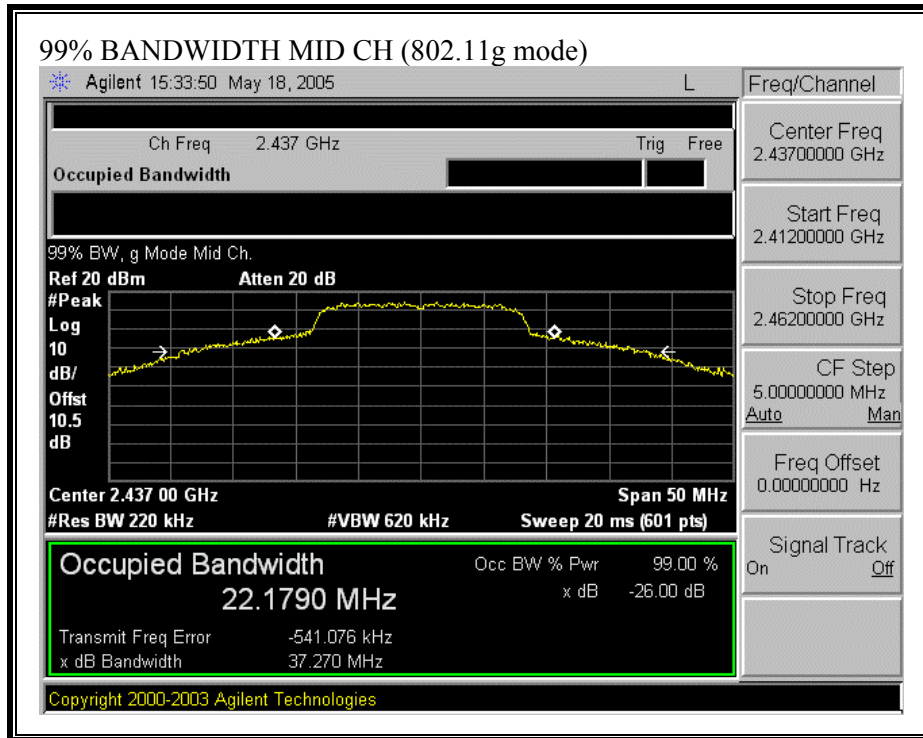 99% BANDWIDTH MID CH (802.11g mode)
Agilent 15:33:50 May 18, 2005 L Freq/Channel
Ch Freq 2.437 GHz Trig Free
Occupied Bandwidth
Center Freq
2.43700000 GHz
Start Freq
2.41200000 GHz
Stop Freq
2.46200000 GHz
CF Step
5.00000000 MHz
Auto Man
Freq Offset
0.00000000 Hz
Signal Track
On Off
99% BW, g Mode Mid Ch.
Ref 20 dBm Atten 20 dB
#Peak
Log
10
dB/
Offst
10.5
dB
Center 2.437 00 GHz Span 50 MHz
#Res BW 220 kHz #VBW 620 kHz Sweep 20 ms (601 pts)
Occupied Bandwidth Occ BW % Pwr 99.00 %
22.1790 MHz x dB -26.00 dB
Transmit Freq Error -541.076 kHz
x dB Bandwidth 37.270 MHz
Copyright 2000-2003 Agilent Technologies